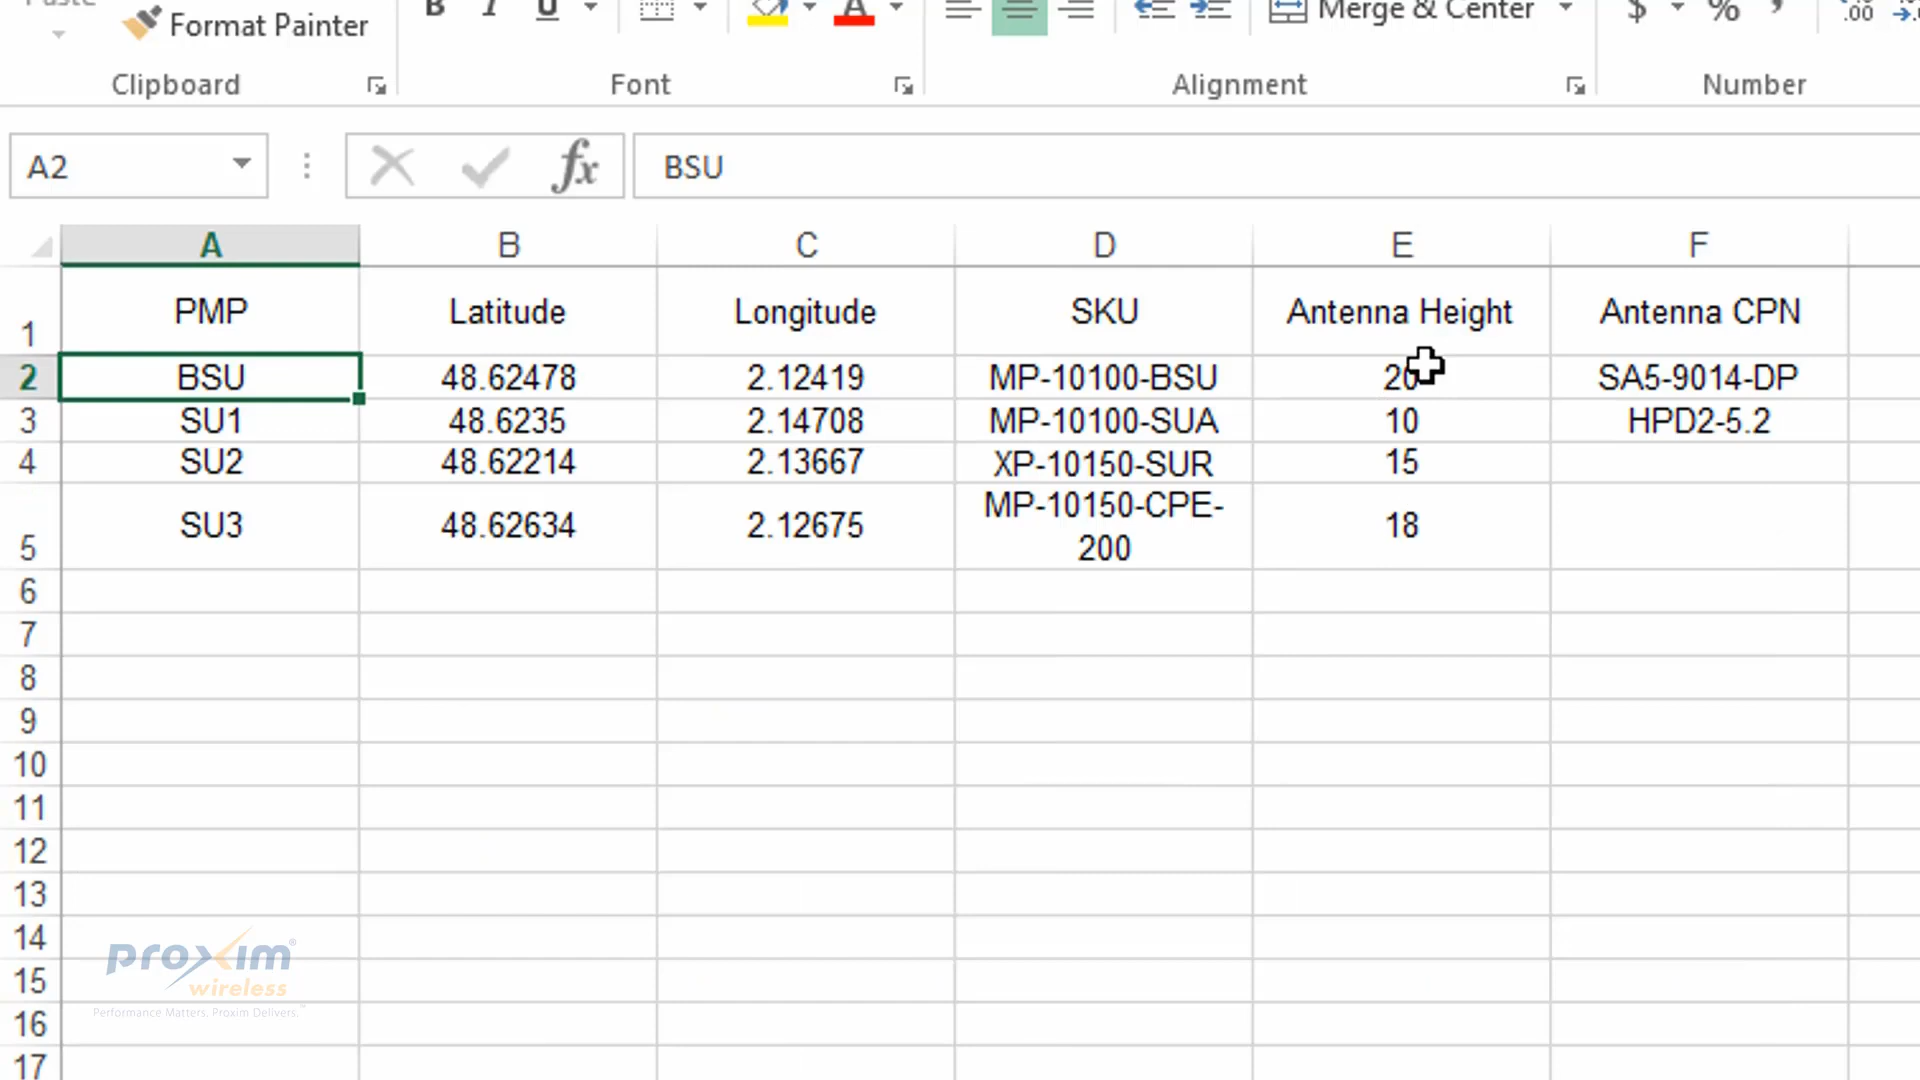 Paste
Format Painter
B I U A Merge & Center $ % , .00
Clipboard Font Alignment Number
A2 fx BSU
A B C D E F
1 PMP Latitude Longitude SKU Antenna Height Antenna CPN
2 BSU 48.62478 2.12419 MP-10100-BSU 20 SA5-9014-DP
3 SU1 48.6235 2.14708 MP-10100-SUA 10 HPD2-5.2
4 SU2 48.62214 2.13667 XP-10150-SUR 15
MP-10150-CPE-
5 SU3 48.62634 2.12675 200 18
6
7
8
9
10
11
12
13
14
proxim®
15
wireless
Performance Matters. Proxim Delivers.™
16
17